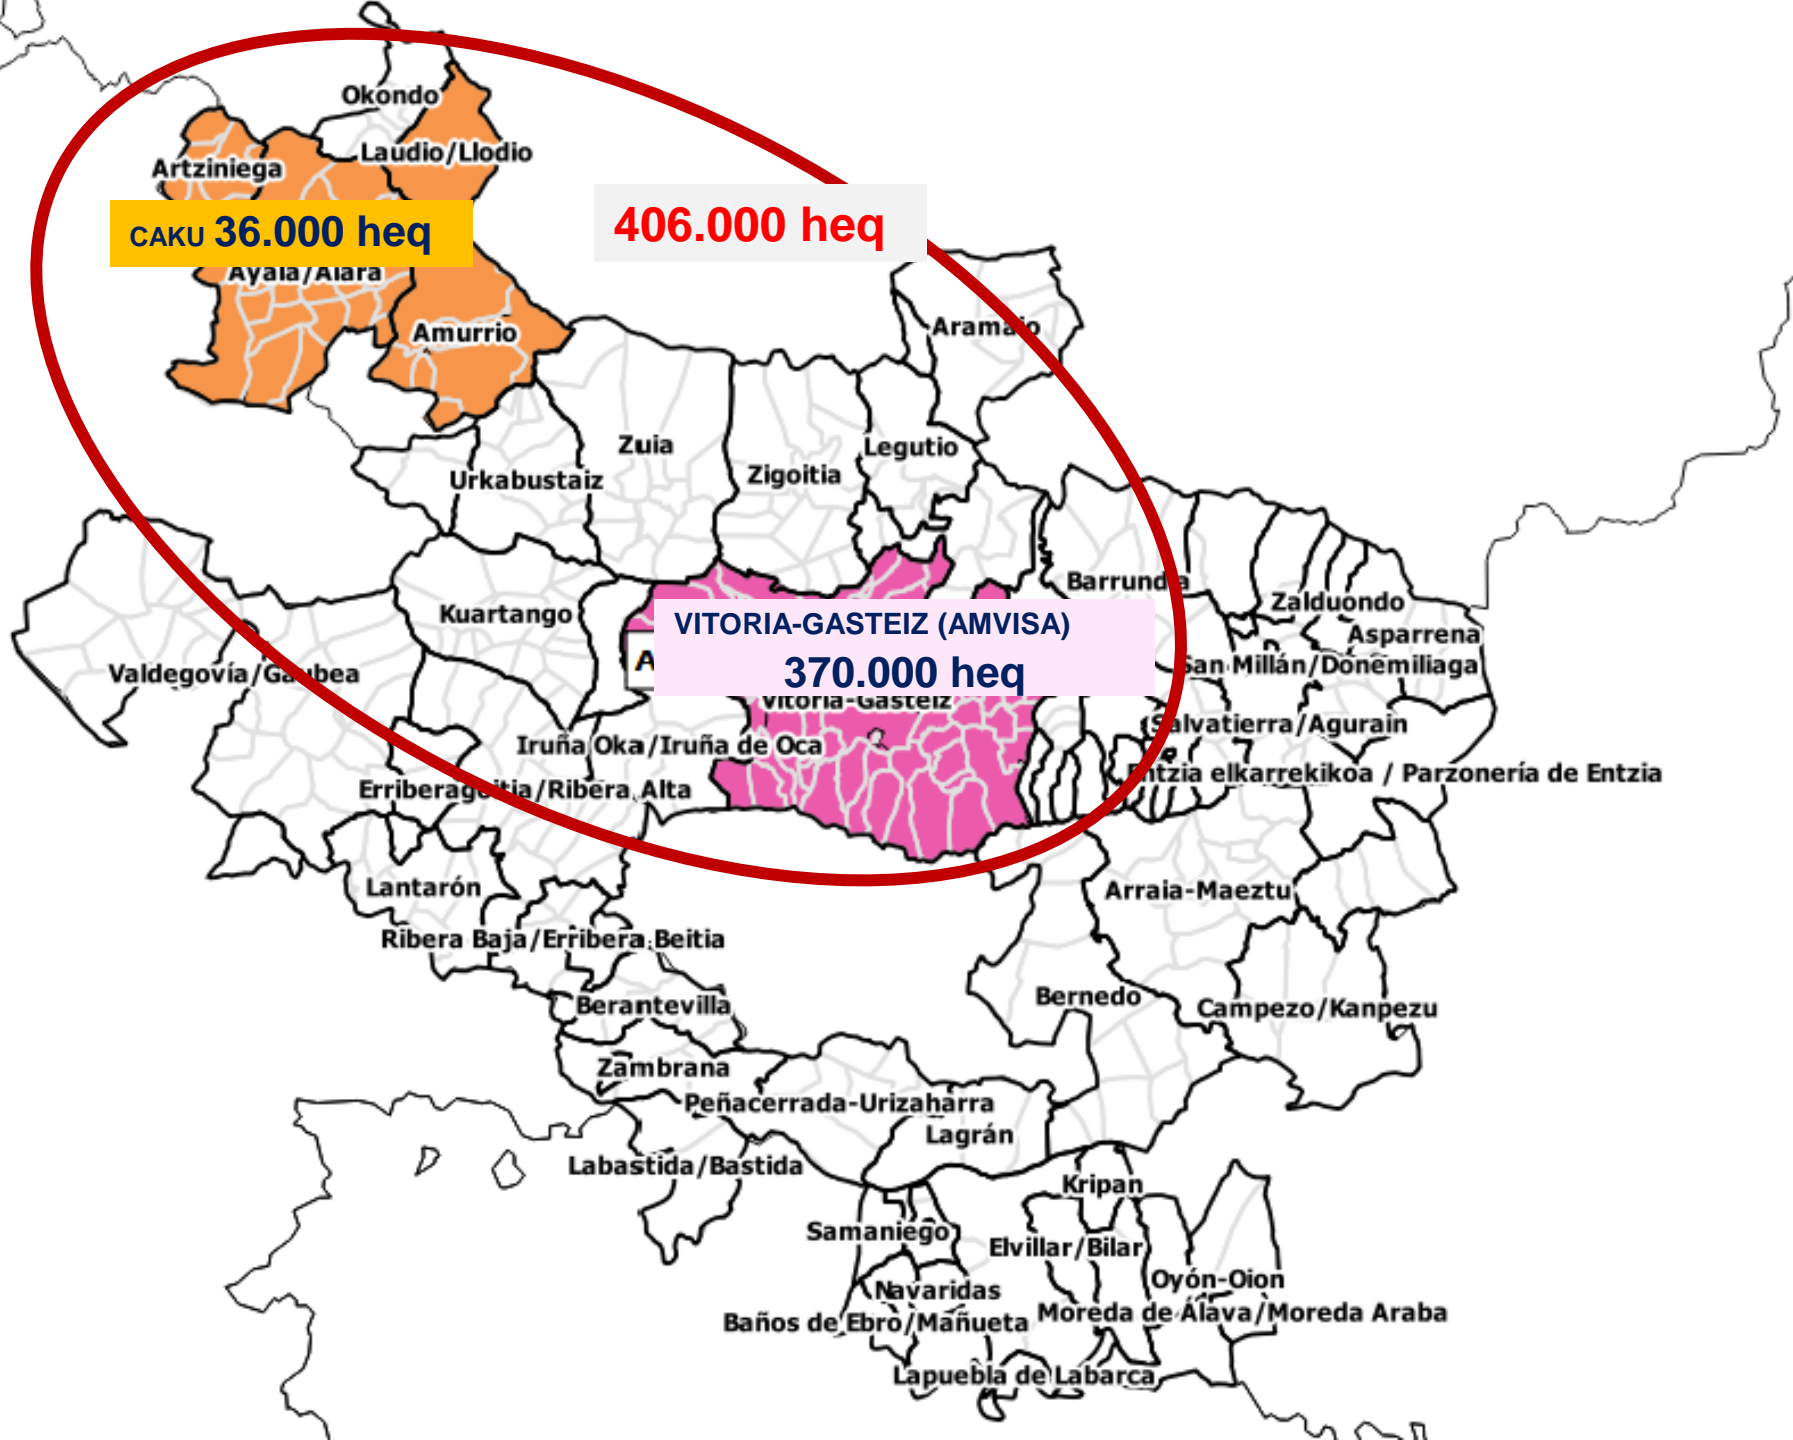 Okondo
Laudio/Llodio
Artziniega
CAKU 36.000 heq
406.000 heq
Ayala/Aiara
Amurrio
Aramaio
Zuia
Legutio
Zigoitia
Urkabustaiz
Barrundia
Zalduondo
Kuartango
VITORIA-GASTEIZ (AMVISA)
370.000 heq
Asparrena
A
San Millán/Donemiliaga
Valdegovía/Gaubea
Vitoria-Gasteiz
Salvatierra/Agurain
Iruña Oka/Iruña de Oca
Entzia elkarrekikoa / Parzonería de Entzia
Erriberagoitia/Ribera Alta
Lantarón
Arraia-Maeztu
Ribera Baja/Erribera Beitia
Bernedo
Berantevilla
Campezo/Kanpezu
Zambrana
Peñacerrada-Urizaharra
Lagrán
Labastida/Bastida
Kripan
Samaniego
Elvillar/Bilar
Oyón-Oion
Navaridas
Moreda de Álava/Moreda Araba
Baños de Ebro/Mañueta
Lapuebla de Labarca